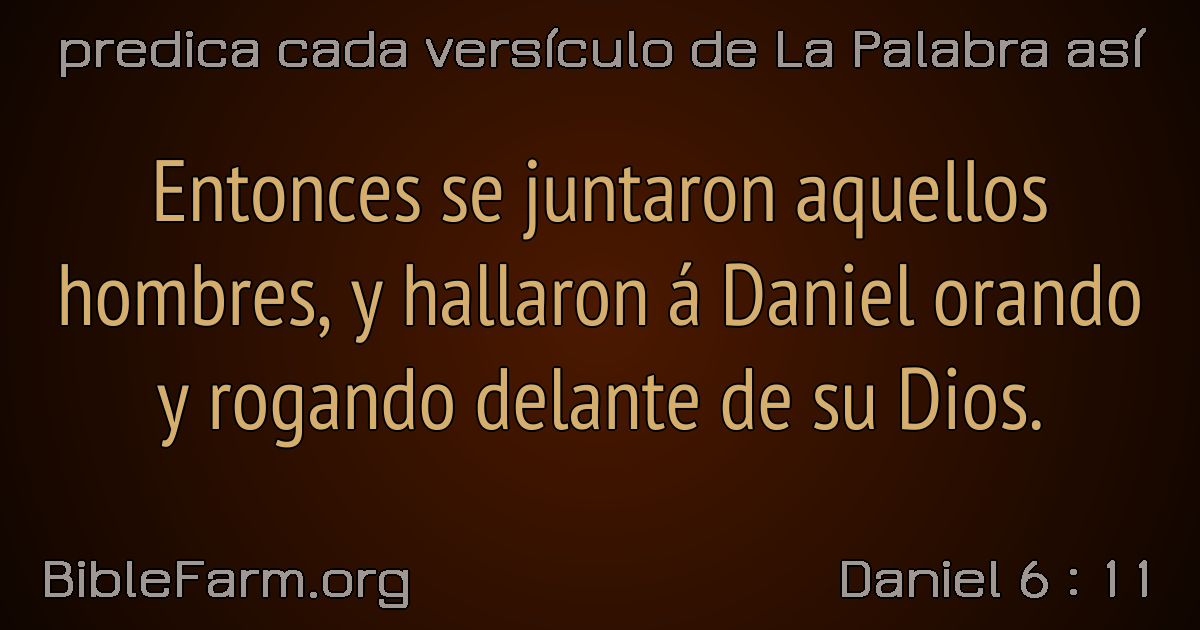 predica cada versículo de La Palabra así
Entonces se juntaron aquellos
hombres, y hallaron á Daniel orando
y rogando delante de su Dios.
BibleFarm.org
Daniel 6 : 11